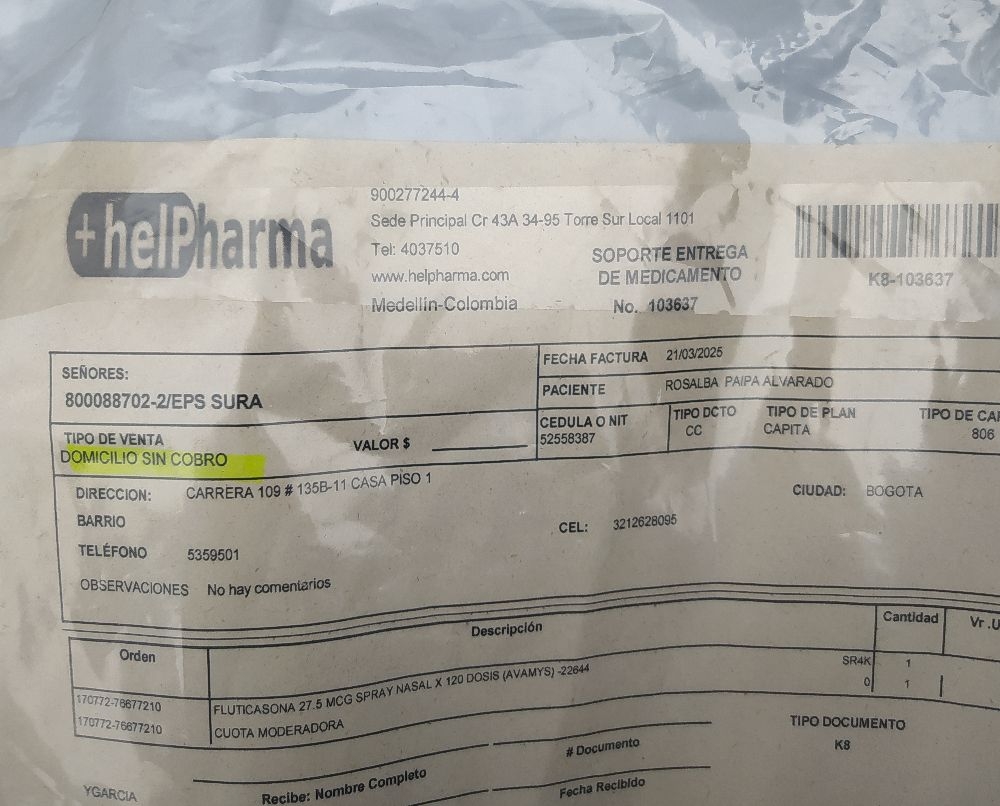 +helPharma
900277244-4
Sede Principal Cr 43A 34-95 Torre Sur Local 1101
Tel: 4037510
www.helpharma.com
Medellín-Colombia
SOPORTE ENTREGA
DE MEDICAMENTO
No. 103637
K8-103637
SEÑORES:
800088702-2/EPS SURA
FECHA FACTURA 21/03/2025
PACIENTE ROSALBA PAIPA ALVARADO
CEDULA O NIT
52558387
TIPO DCTO
CC
TIPO DE PLAN
CAPITA
TIPO DE CA
806
TIPO DE VENTA
DOMICILIO SIN COBRO
VALOR $
DIRECCION: CARRERA 109 # 135B-11 CASA PISO 1
CIUDAD: BOGOTA
BARRIO
CEL: 3212628095
TELÉFONO 5359501
OBSERVACIONES No hay comentarios
Orden Descripción Cantidad Vr .U
170772-76677210 FLUTICASONA 27.5 MCG SPRAY NASAL X 120 DOSIS (AVAMYS) -22644 SR4K 1
170772-76677210 CUOTA MODERADORA 0 1
TIPO DOCUMENTO
K8
# Documento
YGARCIA
Recibe: Nombre Completo
Fecha Recibido